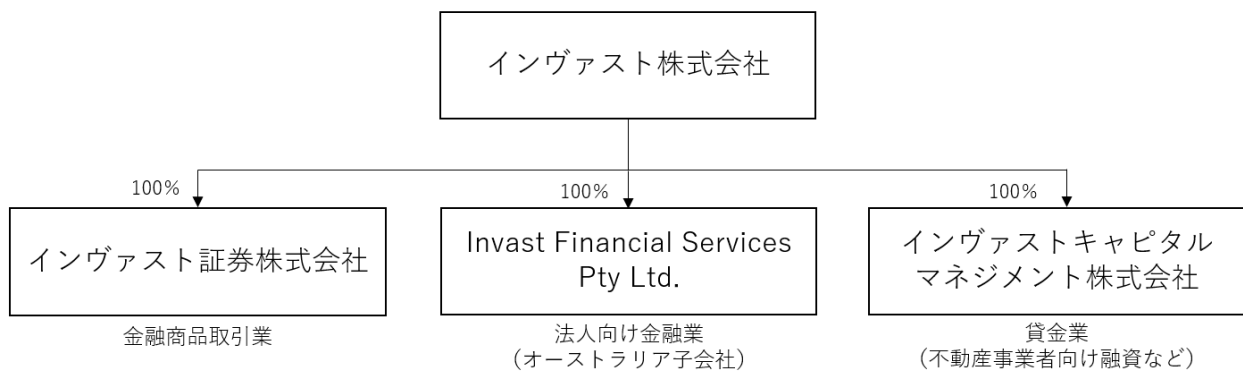 インヴァスト株式会社
100%
100%
100%
インヴァスト証券株式会社
Invast Financial Services
Pty Ltd.
インヴァストキャピタル
マネジメント株式会社
金融商品取引業
法人向け金融業
（オーストラリア子会社）
貸金業
（不動産事業者向け融資など）